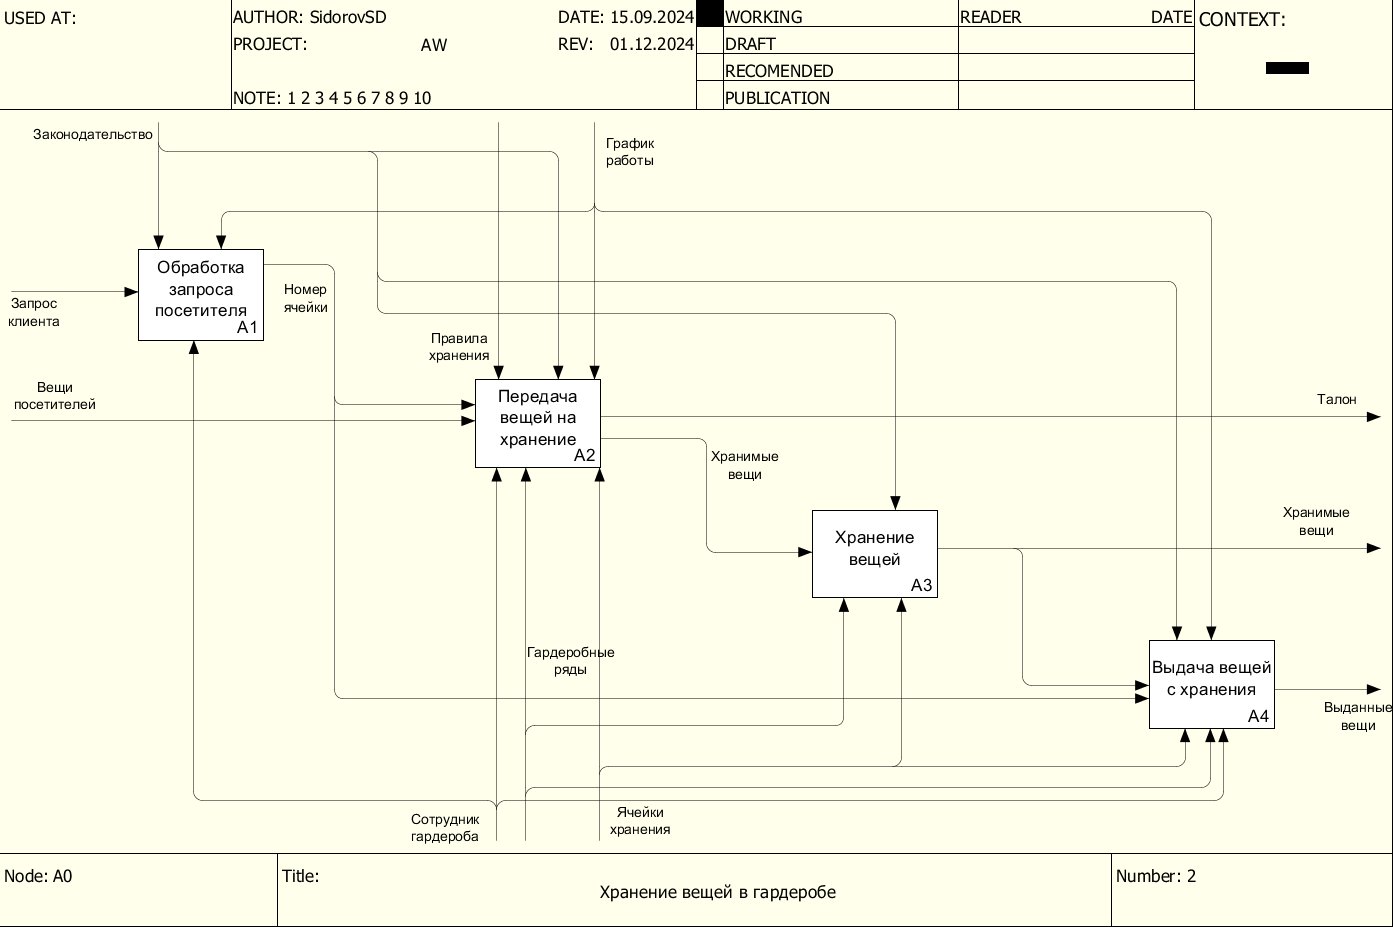 USED AT:
AUTHOR: SidorovSD
DATE: 15.09.2024
PROJECT: AW
REV: 01.12.2024
NOTE: 1 2 3 4 5 6 7 8 9 10
WORKING
DRAFT
RECOMENDED
PUBLICATION
READER
DATE
CONTEXT:
Законодательство
График
работы
Обработка
запроса
посетителя
A1
Запрос
клиента
Номер
ячейки
Правила
хранения
Вещи
посетителей
Передача
вещей на
хранение
A2
Талон
Хранимые
вещи
Хранимые
вещи
Хранение
вещей
A3
Гардеробные
ряды
Выдача вещей
с хранения
A4
Выданные
вещи
Сотрудник
гардероба
Ячейки
хранения
Node: A0
Title:
Хранение вещей в гардеробе
Number: 2